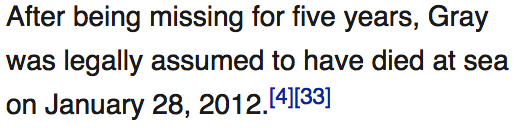 After being missing for five years, Gray
was legally assumed to have died at sea
on January 28, 2012.[4][33]